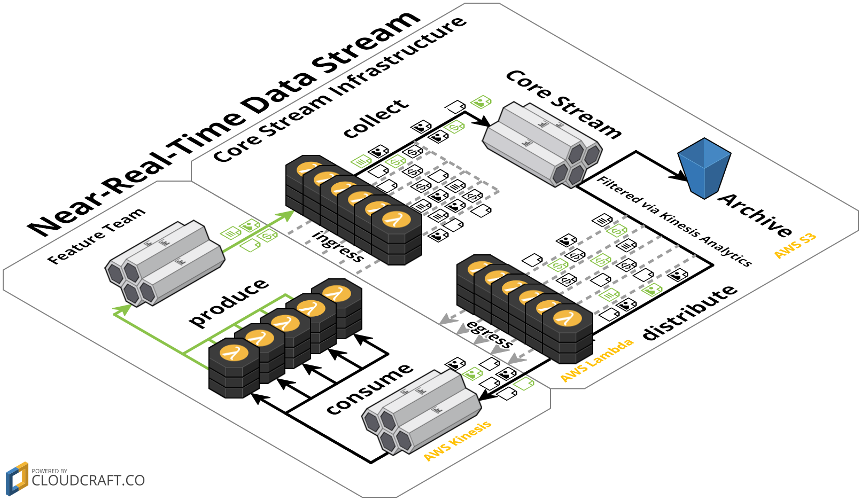 Near-Real-Time Data Stream
Core Stream Infrastructure
Feature Team
collect
Core Stream
ingress
Filtered via Kinesis Analytics
Archive
AWS S3
produce
egress
distribute
AWS Lambda
consume
AWS Kinesis
POWERED BY
CLOUDCRAFT.CO